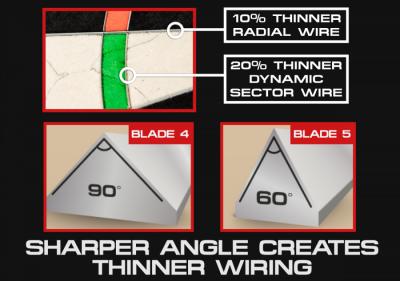 10% THINNER
RADIAL WIRE
20% THINNER
DYNAMIC
SECTOR WIRE
BLADE 4
BLADE 5
90°
60°
SHARPER ANGLE CREATES
THINNER WIRING